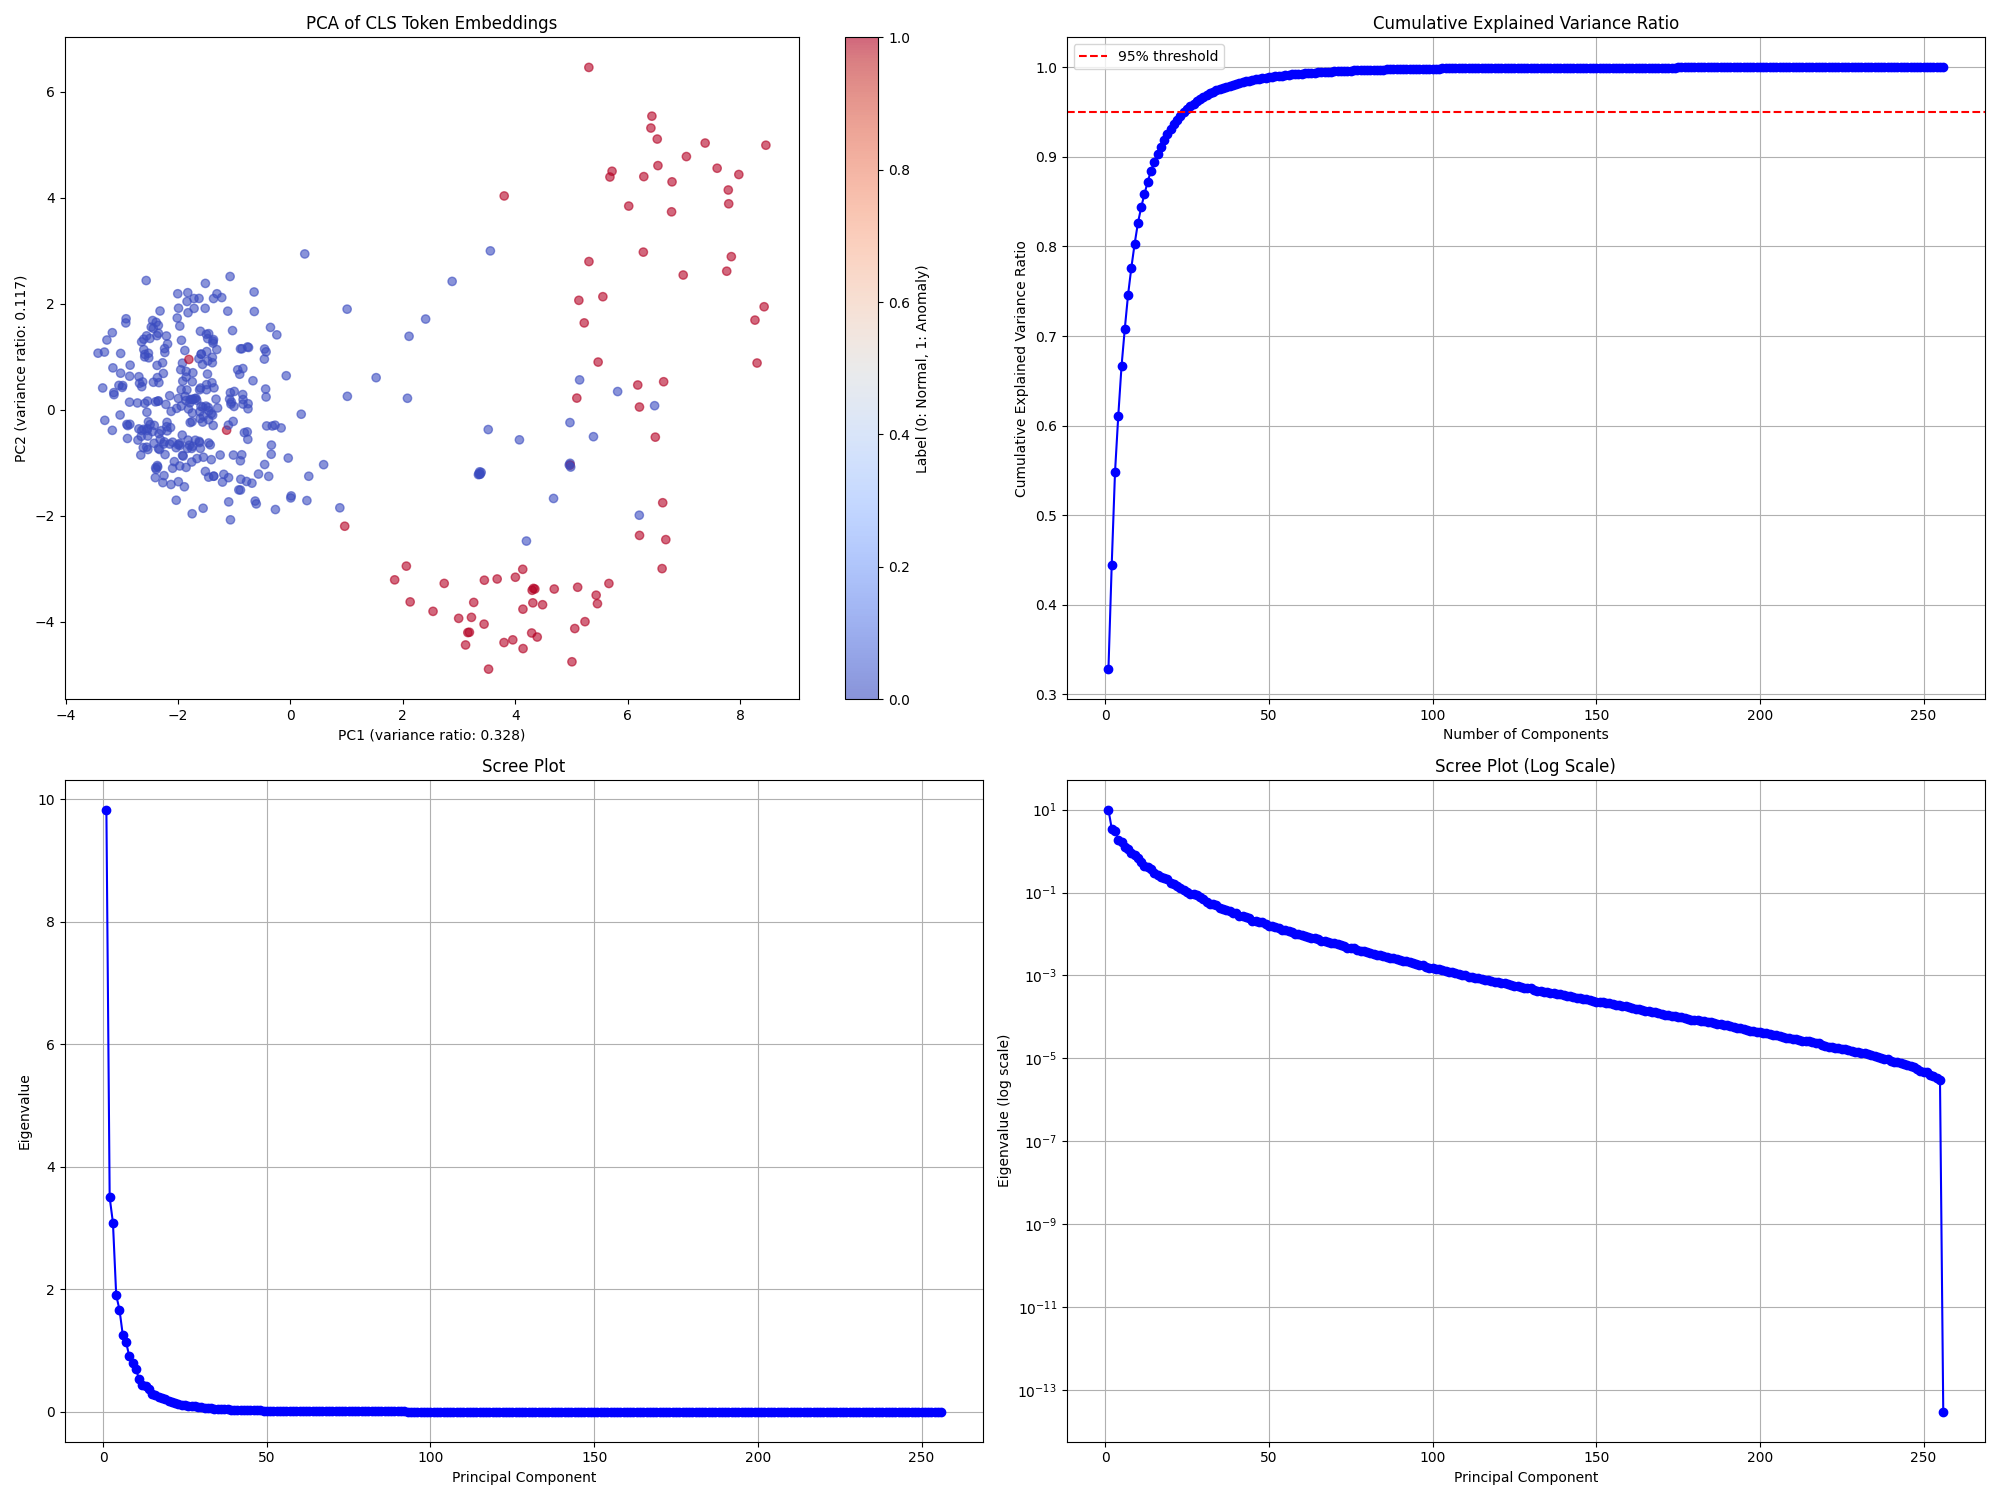 PCA of CLS Token Embeddings
6
4
2
0
−2
−4
PC2 (variance ratio: 0.117)
−4 −2 0 2 4 6 8
PC1 (variance ratio: 0.328)
1.0
0.8
0.6
0.4
0.2
0.0
Label (0: Normal, 1: Anomaly)
Cumulative Explained Variance Ratio
95% threshold
1.0
0.9
0.8
0.7
0.6
0.5
0.4
0.3
Cumulative Explained Variance Ratio
0 50 100 150 200 250
Number of Components
Scree Plot
10
8
6
4
2
0
Eigenvalue
0 50 100 150 200 250
Principal Component
Scree Plot (Log Scale)
10¹
10⁻¹
10⁻³
10⁻⁵
10⁻⁷
10⁻⁹
10⁻¹¹
10⁻¹³
Eigenvalue (log scale)
0 50 100 150 200 250
Principal Component